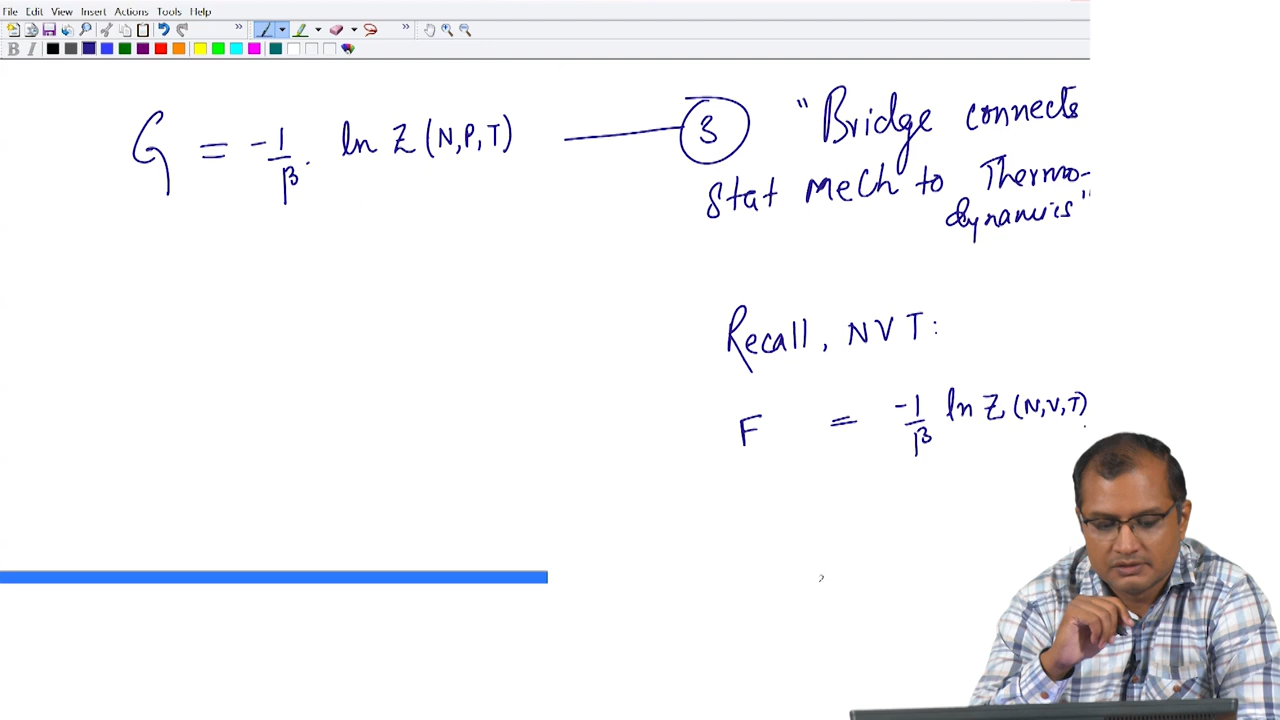 File Edit View Insert Actions Tools Help
» »
B I
G = -1/β . ln Z (N,P,T) — 3 "Bridge connects
Stat Mech to Thermo-
dynamics"
Recall, NVT:
F = -1/β ln Z (N,V,T)